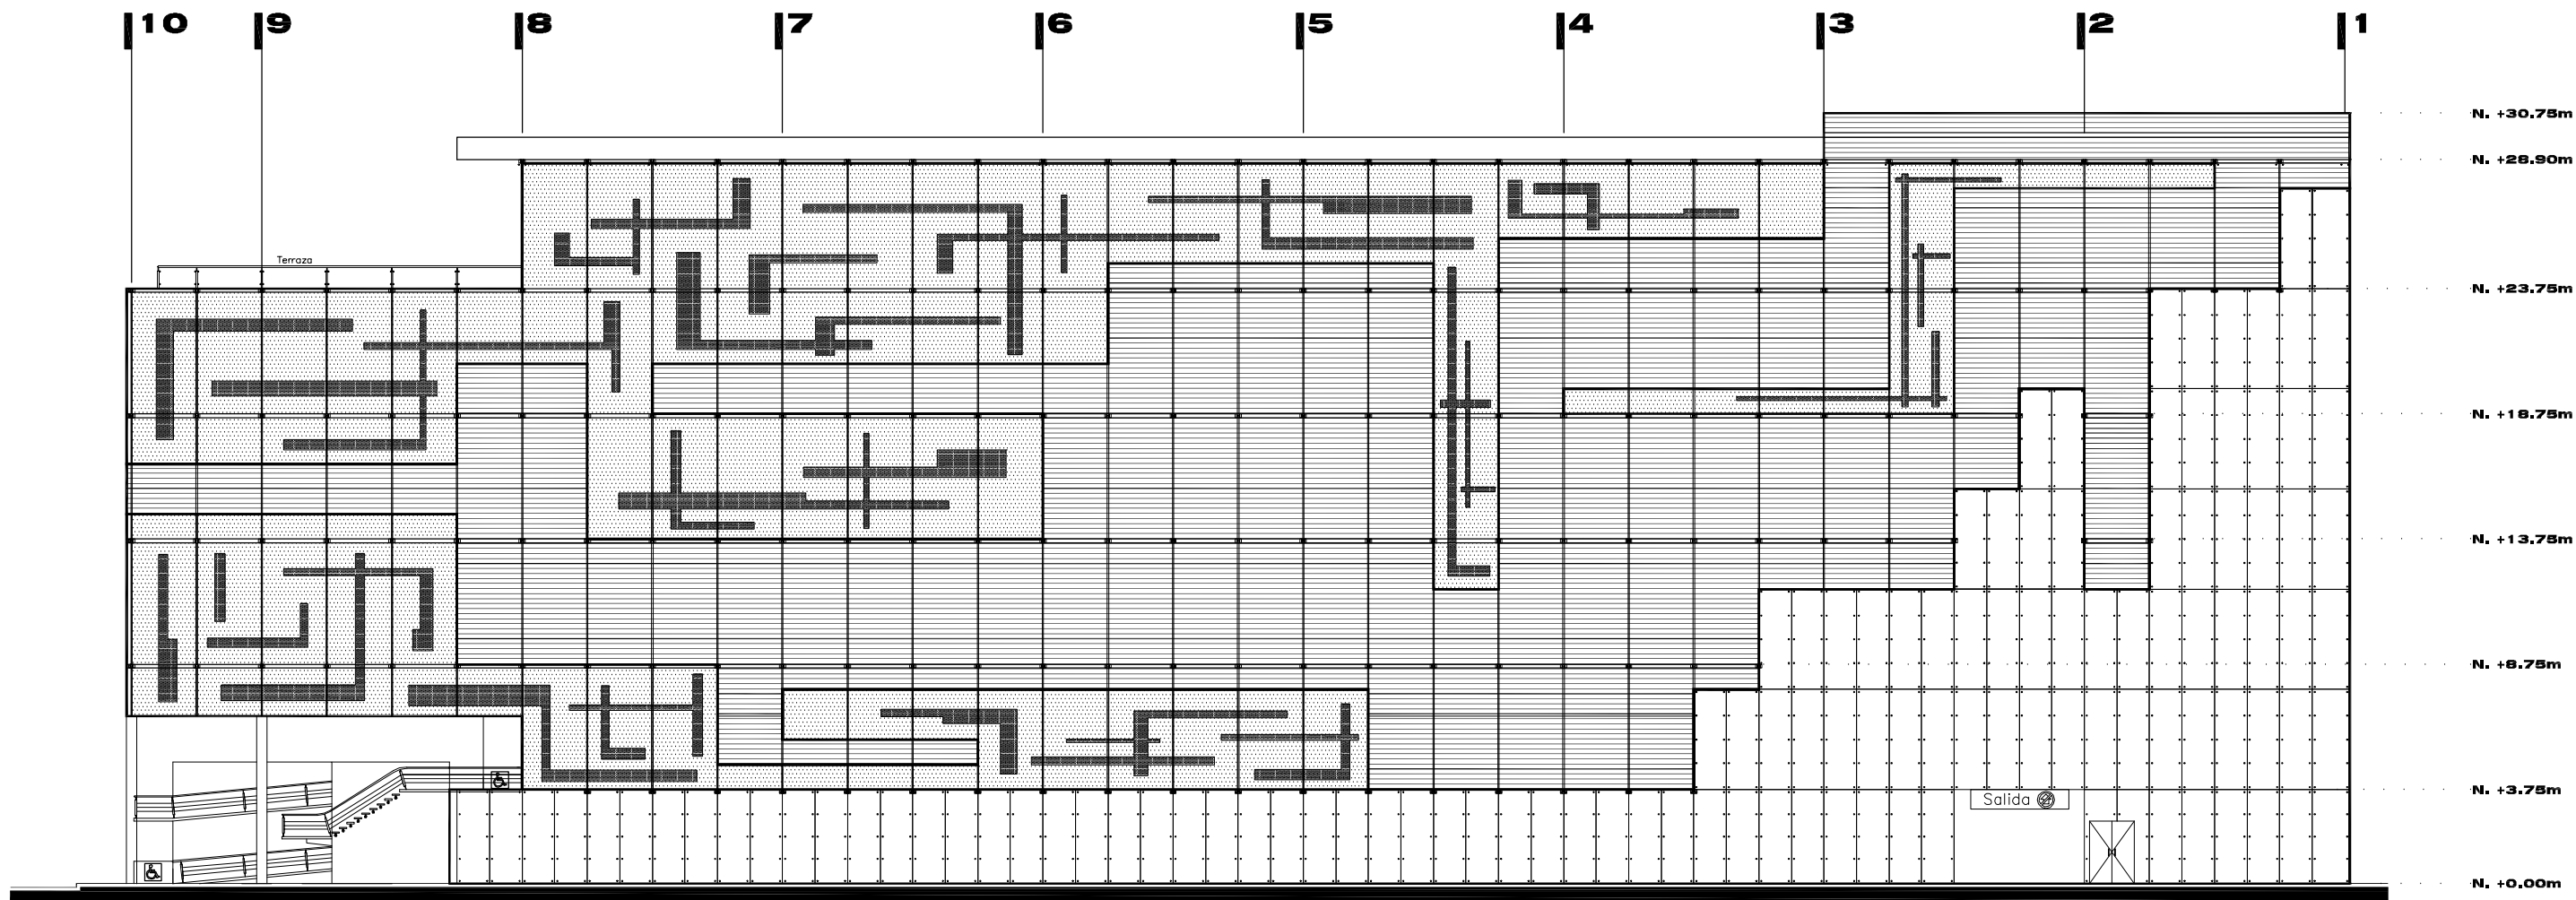 10 9 8 7 6 5 4 3 2 1
N. +30.75m
N. +28.90m
Terraza
N. +23.75m
N. +18.75m
N. +13.75m
N. +8.75m
N. +3.75m
Salida
N. +0.00m